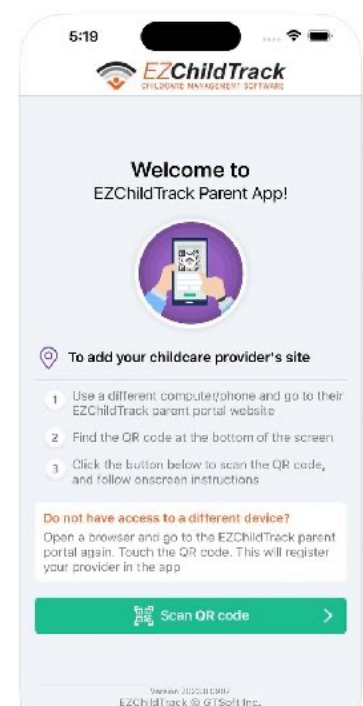 5:19
EZChildTrack
CHILDCARE MANAGEMENT SOFTWARE
Welcome to
EZChildTrack Parent App!
To add your childcare provider's site
1 Use a different computer/phone and go to their
EZChildTrack parent portal website
2 Find the QR code at the bottom of the screen
3 Click the button below to scan the QR code,
and follow onscreen instructions
Do not have access to a different device?
Open a browser and go to the EZChildTrack parent
portal again. Touch the QR code. This will register
your provider in the app
Scan QR code
Version
EZChildTrack © GTSoft Inc.